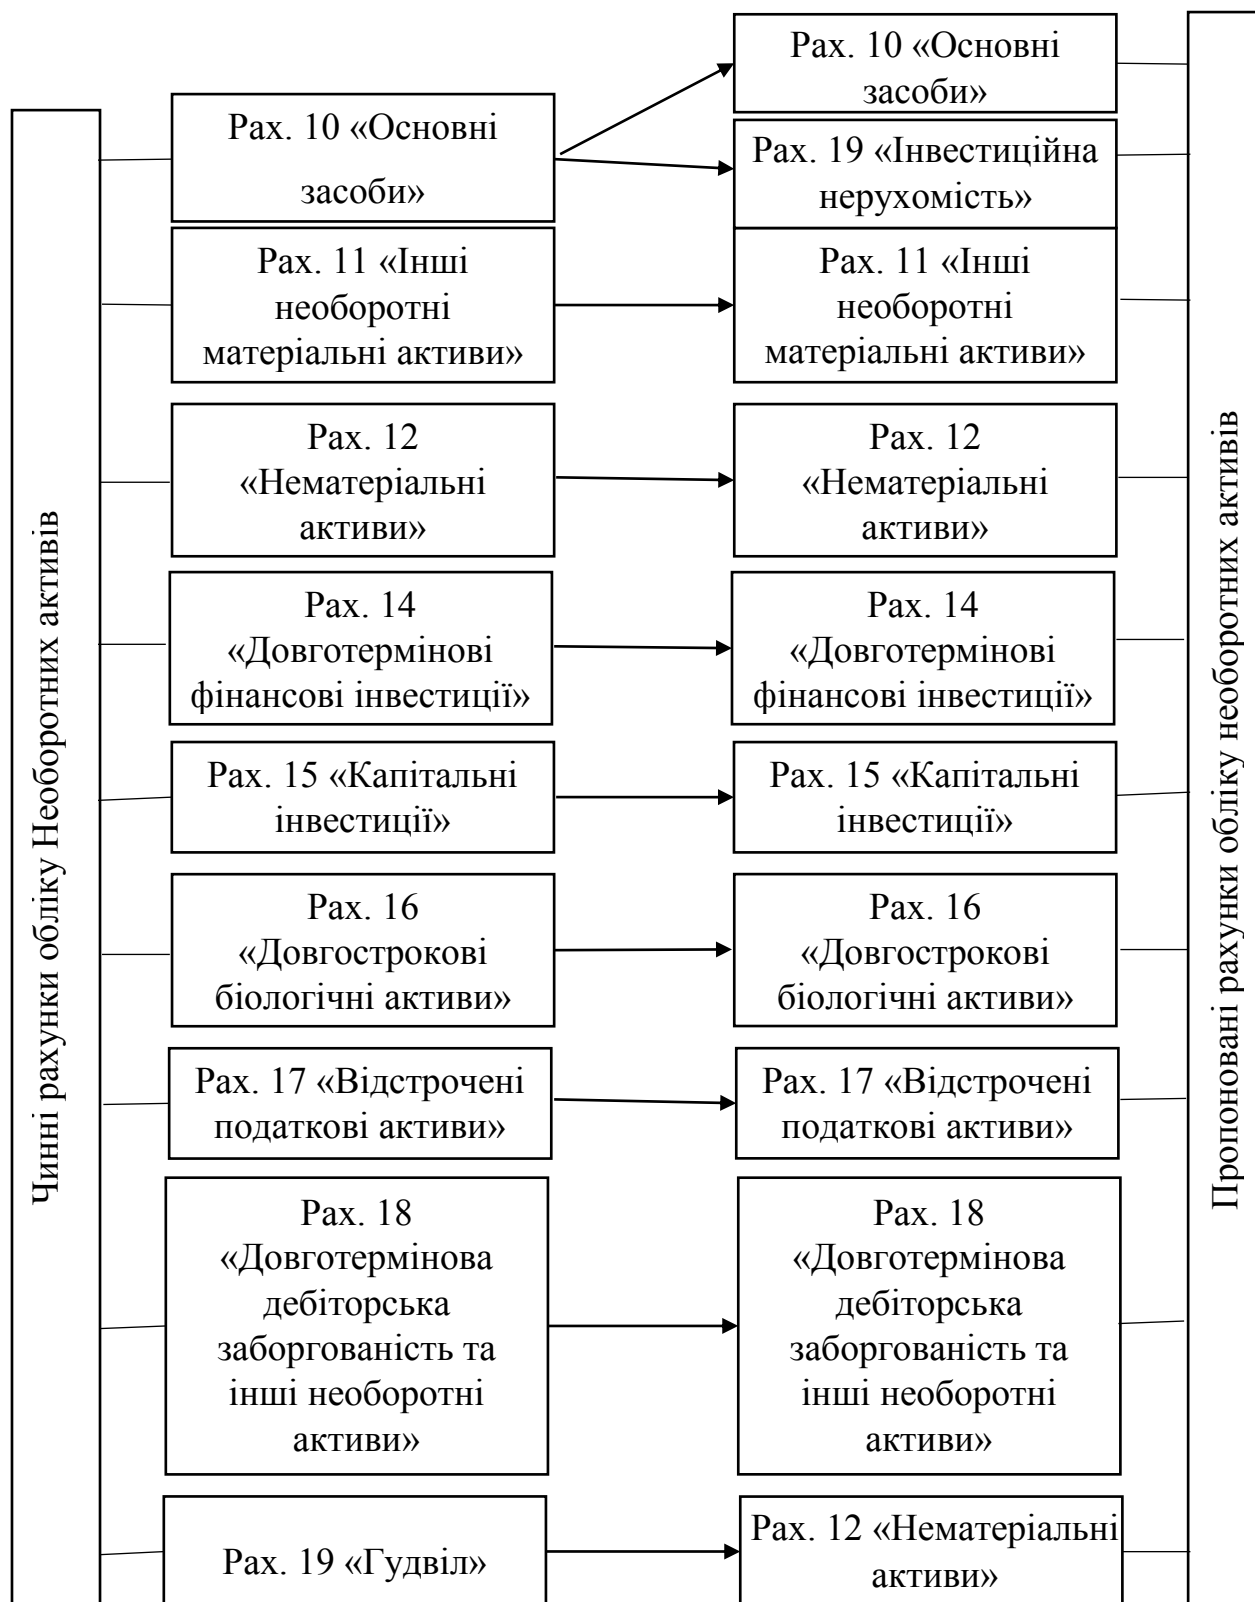 Чинні рахунки обліку Необоротних активів
Рах. 10 «Основні
засоби»
Рах. 11 «Інші
необоротні
матеріальні активи»
Рах. 12
«Нематеріальні
активи»
Рах. 14
«Довготермінові
фінансові інвестиції»
Рах. 15 «Капітальні
інвестиції»
Рах. 16
«Довгострокові
біологічні активи»
Рах. 17 «Відстрочені
податкові активи»
Рах. 18
«Довготермінова
дебіторська
заборгованість та
інші необоротні
активи»
Рах. 19 «Гудвіл»
Рах. 10 «Основні
засоби»
Рах. 19 «Інвестиційна
нерухомість»
Рах. 11 «Інші
необоротні
матеріальні активи»
Рах. 12
«Нематеріальні
активи»
Рах. 14
«Довготермінові
фінансові інвестиції»
Рах. 15 «Капітальні
інвестиції»
Рах. 16
«Довгострокові
біологічні активи»
Рах. 17 «Відстрочені
податкові активи»
Рах. 18
«Довготермінова
дебіторська
заборгованість та
інші необоротні
активи»
Рах. 12 «Нематеріальні
активи»
Пропоновані рахунки обліку необоротних активів